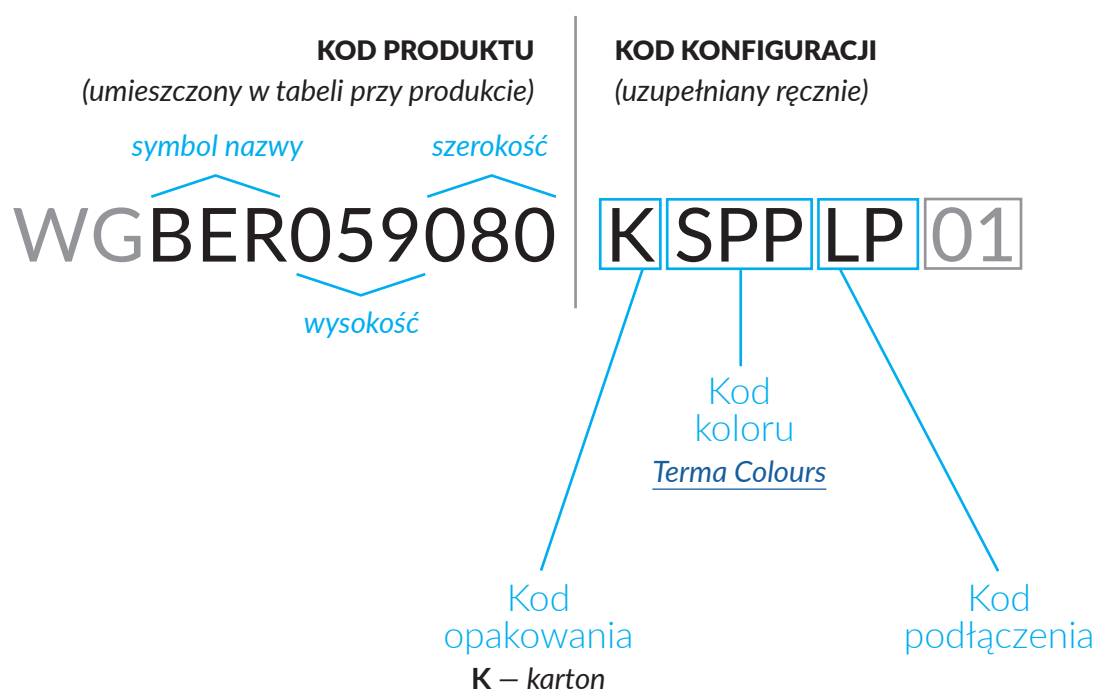 KOD PRODUKTU
(umieszczony w tabeli przy produkcie)
KOD KONFIGURACJI
(uzupełniany ręcznie)
symbol nazwy
szerokość
WGBER059080
K SPP LP 01
wysokość
Kod
koloru
Terma Colours
Kod
opakowania
K – karton
Kod
podłączenia